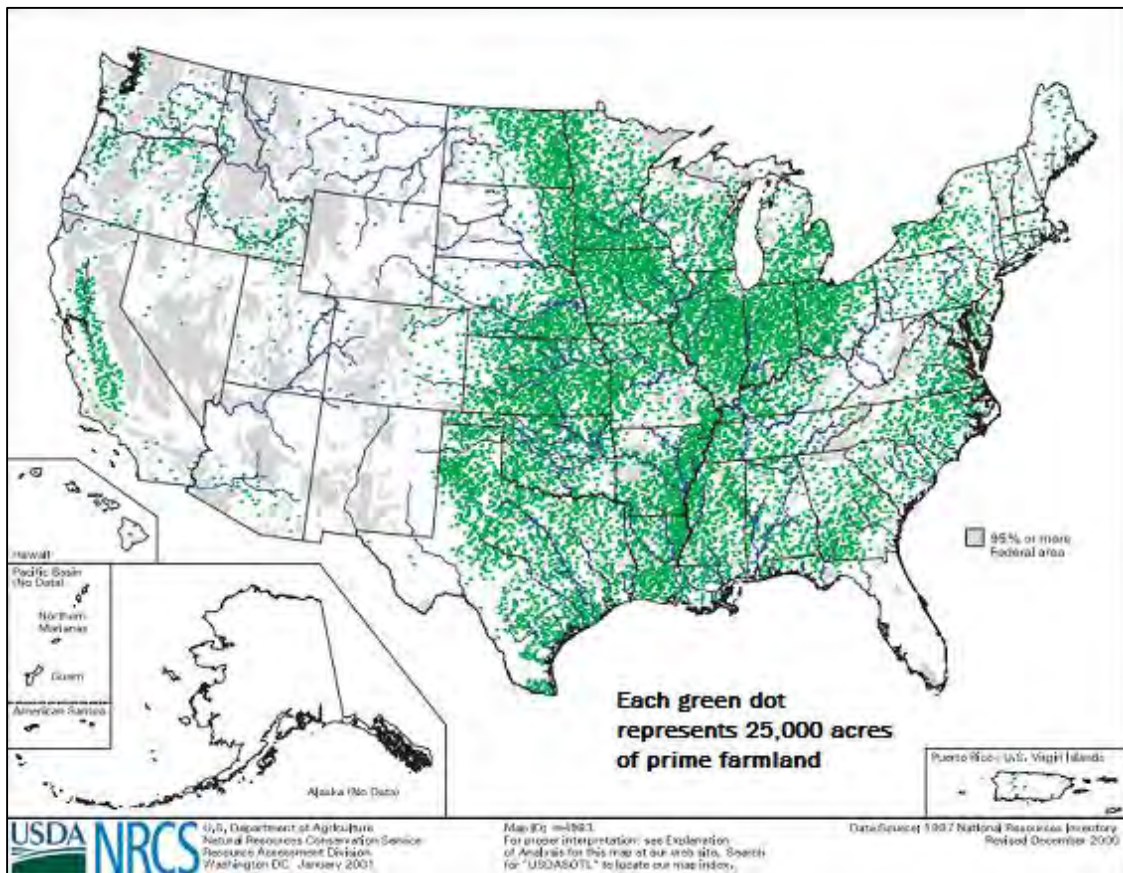 95% or more
Federal area
Hawaii
Pacific Basin
(No Data)
Northern
Marianas
Guam
American Samoa
Alaska (No Data)
Each green dot
represents 25,000 acres
of prime farmland
Puerto Rico / U.S. Virgin Islands
USDA NRCS
U.S. Department of Agriculture
Natural Resources Conservation Service
Resource Assessment Division
Washington DC January 2001
Map ID: m4983
For proper interpretation, see Explanation
of Analysis for this map at our web site. Search
for "USDASOTL" to locate our map index.
Data Source: 1997 National Resources Inventory
Revised December 2000